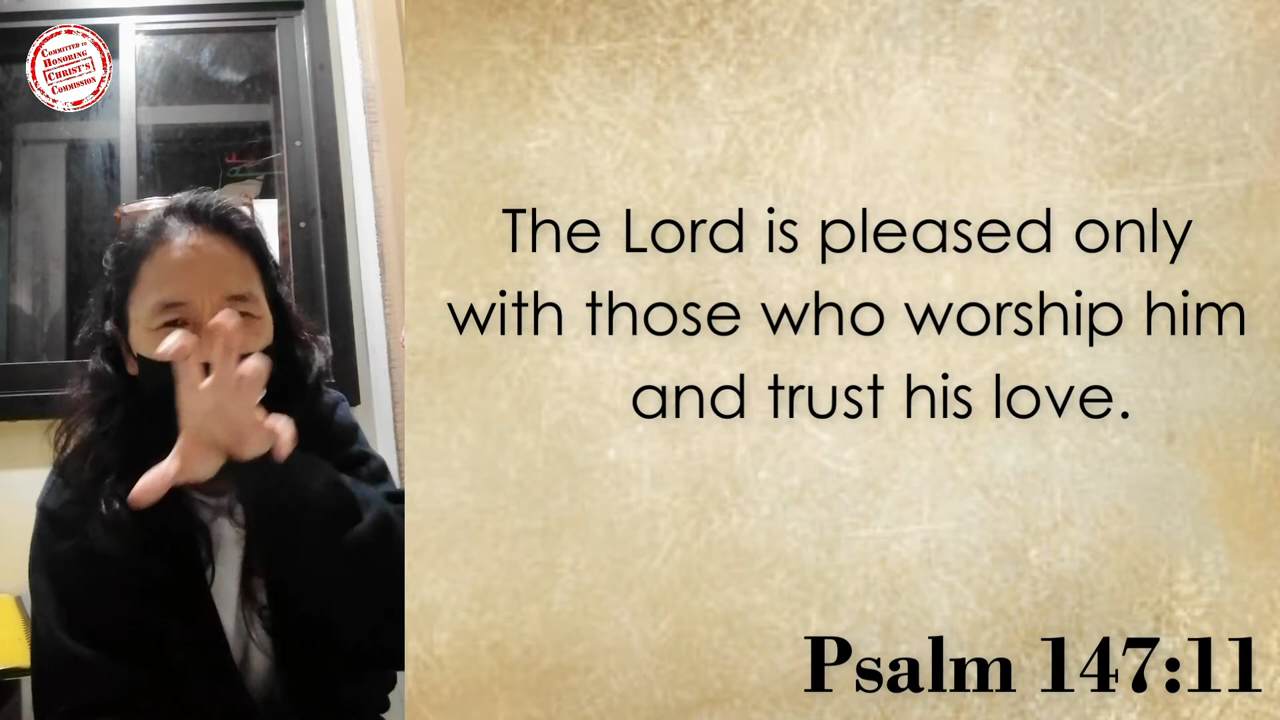 COMMITTED TO
HONORING
CHRIST'S
COMMISSION
The Lord is pleased only
with those who worship him
and trust his love.
Psalm 147:11